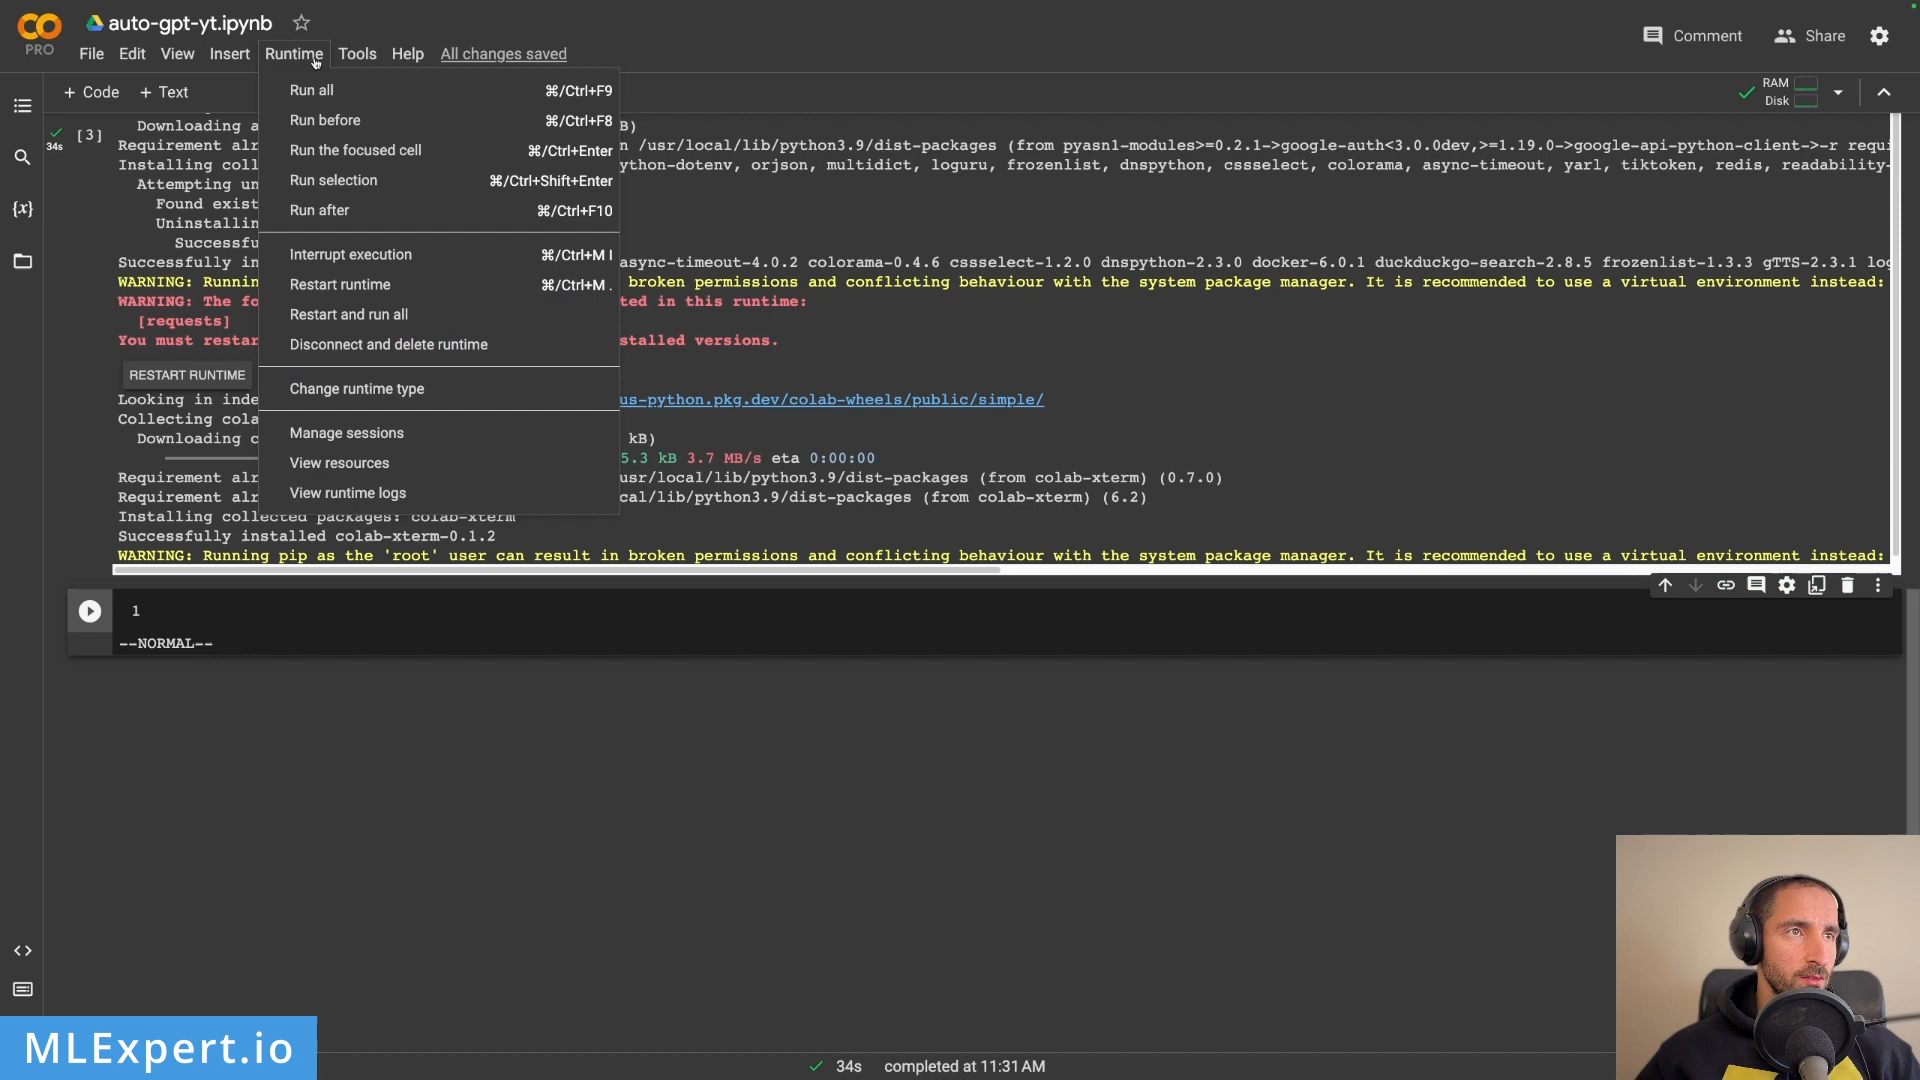 auto-gpt-yt.ipynb
PRO
File Edit View Insert Runtime Tools Help All changes saved
Comment Share
+ Code + Text
RAM
Disk
Run all ⌘/Ctrl+F9
Run before ⌘/Ctrl+F8
Run the focused cell ⌘/Ctrl+Enter
Run selection ⌘/Ctrl+Shift+Enter
Run after ⌘/Ctrl+F10
Interrupt execution ⌘/Ctrl+M I
Restart runtime ⌘/Ctrl+M .
Restart and run all
Disconnect and delete runtime
Change runtime type
Manage sessions
View resources
View runtime logs
34s
[3]
Downloading a B)
Requirement alr n /usr/local/lib/python3.9/dist-packages (from pyasn1-modules>=0.2.1->google-auth<3.0.0dev,>=1.19.0->google-api-python-client->-r requi
Installing coll ython-dotenv, orjson, multidict, loguru, frozenlist, dnspython, cssselect, colorama, async-timeout, yarl, tiktoken, redis, readability-
Attempting un
Found exist
Uninstallin
Successfu
Successfully in async-timeout-4.0.2 colorama-0.4.6 cssselect-1.2.0 dnspython-2.3.0 docker-6.0.1 duckduckgo-search-2.8.5 frozenlist-1.3.3 gTTS-2.3.1 log
WARNING: Runnin broken permissions and conflicting behaviour with the system package manager. It is recommended to use a virtual environment instead:
WARNING: The fo ted in this runtime:
[requests]
You must restar stalled versions.
RESTART RUNTIME
Looking in inde us-python.pkg.dev/colab-wheels/public/simple/
Collecting cola
Downloading c kB)
5.3 kB 3.7 MB/s eta 0:00:00
Requirement alr usr/local/lib/python3.9/dist-packages (from colab-xterm) (0.7.0)
Requirement alr cal/lib/python3.9/dist-packages (from colab-xterm) (6.2)
Installing collected packages: colab-xterm
Successfully installed colab-xterm-0.1.2
WARNING: Running pip as the 'root' user can result in broken permissions and conflicting behaviour with the system package manager. It is recommended to use a virtual environment instead:
1
--NORMAL--
{x}
MLExpert.io
34s completed at 11:31 AM